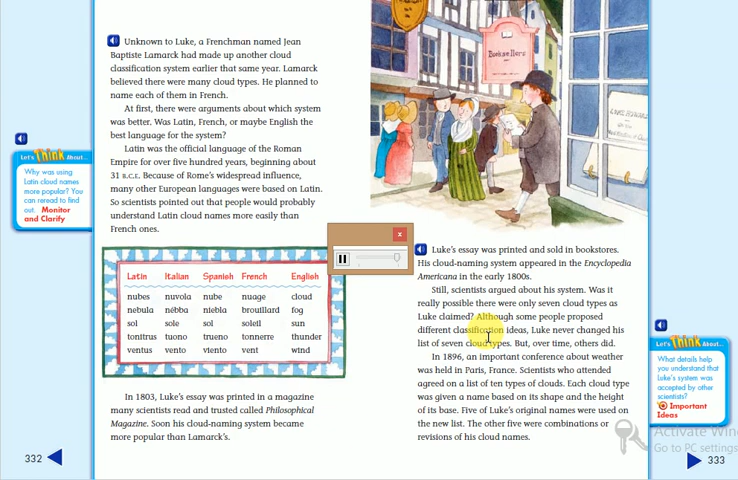 Unknown to Luke, a Frenchman named Jean
Baptiste Lamarck had made up another cloud
classification system earlier that same year. Lamarck
believed there were many cloud types. He planned to
name each of them in French.
At first, there were arguments about which system
was better. Was Latin, French, or maybe English the
best language for the system?
Latin was the official language of the Roman
Empire for over five hundred years, beginning about
31 B.C.E. Because of Rome's widespread influence,
many other European languages were based on Latin.
So scientists pointed out that people would probably
understand Latin cloud names more easily than
French ones.
Let's Think About...
Why was using
Latin cloud names
more popular? You
can reread to find
out. Monitor
and Clarify
Latin Italian Spanish French English
nubes nuvola nube nuage cloud
nebula nébba niebla brouillard fog
sol sole sol soleil sun
tonitrus tuono trueno tonnerre thunder
ventus vento viento vent wind
In 1803, Luke's essay was printed in a magazine
many scientists read and trusted called Philosophical
Magazine. Soon his cloud-naming system became
more popular than Lamarck's.
332
Booksellers
Luke's essay was printed and sold in bookstores.
His cloud-naming system appeared in the Encyclopedia
Americana in the early 1800s.
Still, scientists argued about his system. Was it
really possible there were only seven cloud types as
Luke claimed? Although some people proposed
different classification ideas, Luke never changed his
list of seven cloud types. But, over time, others did.
In 1896, an important conference about weather
was held in Paris, France. Scientists who attended
agreed on a list of ten types of clouds. Each cloud type
was given a name based on its shape and the height
of its base. Five of Luke's original names were used on
the new list. The other five were combinations or
revisions of his cloud names.
Let's Think About...
What details help
you understand that
Luke's system was
accepted by other
scientists?
Important
Ideas
Activate Win
Go to PC settings
333